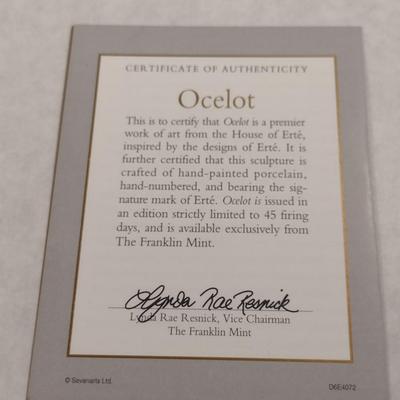 CERTIFICATE OF AUTHENTICITY
Ocelot
This is to certify that Ocelot is a premier
work of art from the House of Erté,
inspired by the designs of Erté. It is
further certified that this sculpture is
crafted of hand-painted porcelain,
hand-numbered, and bearing the sig-
nature mark of Erté. Ocelot is issued in
an edition strictly limited to 45 firing
days, and is available exclusively from
The Franklin Mint.
Lynda Rae Resnick
Lynda Rae Resnick, Vice Chairman
The Franklin Mint
© Sevenarts Ltd. D6E4072